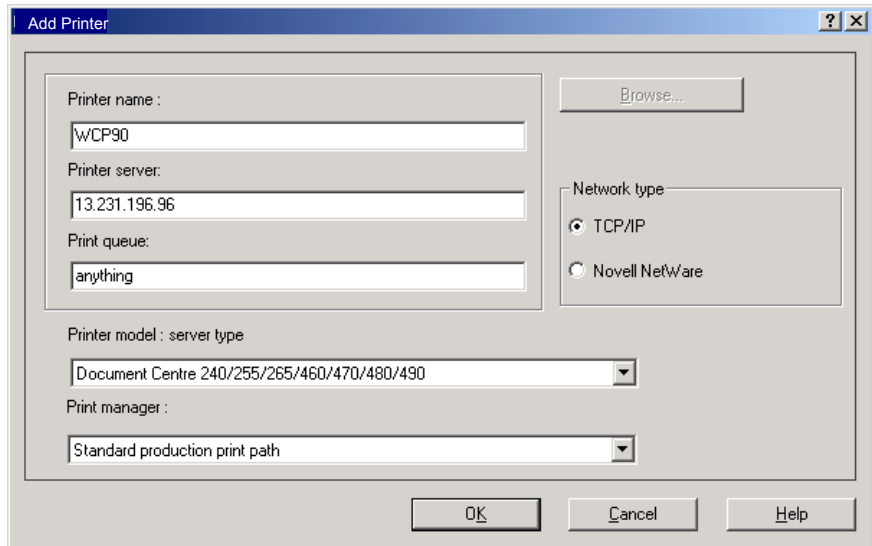 Add Printer
Printer name :
WCP90
Printer server:
13.231.196.96
Print queue:
anything
Browse...
Network type
TCP/IP
Novell NetWare
Printer model : server type
Document Centre 240/255/265/460/470/480/490
Print manager :
Standard production print path
OK
Cancel
Help